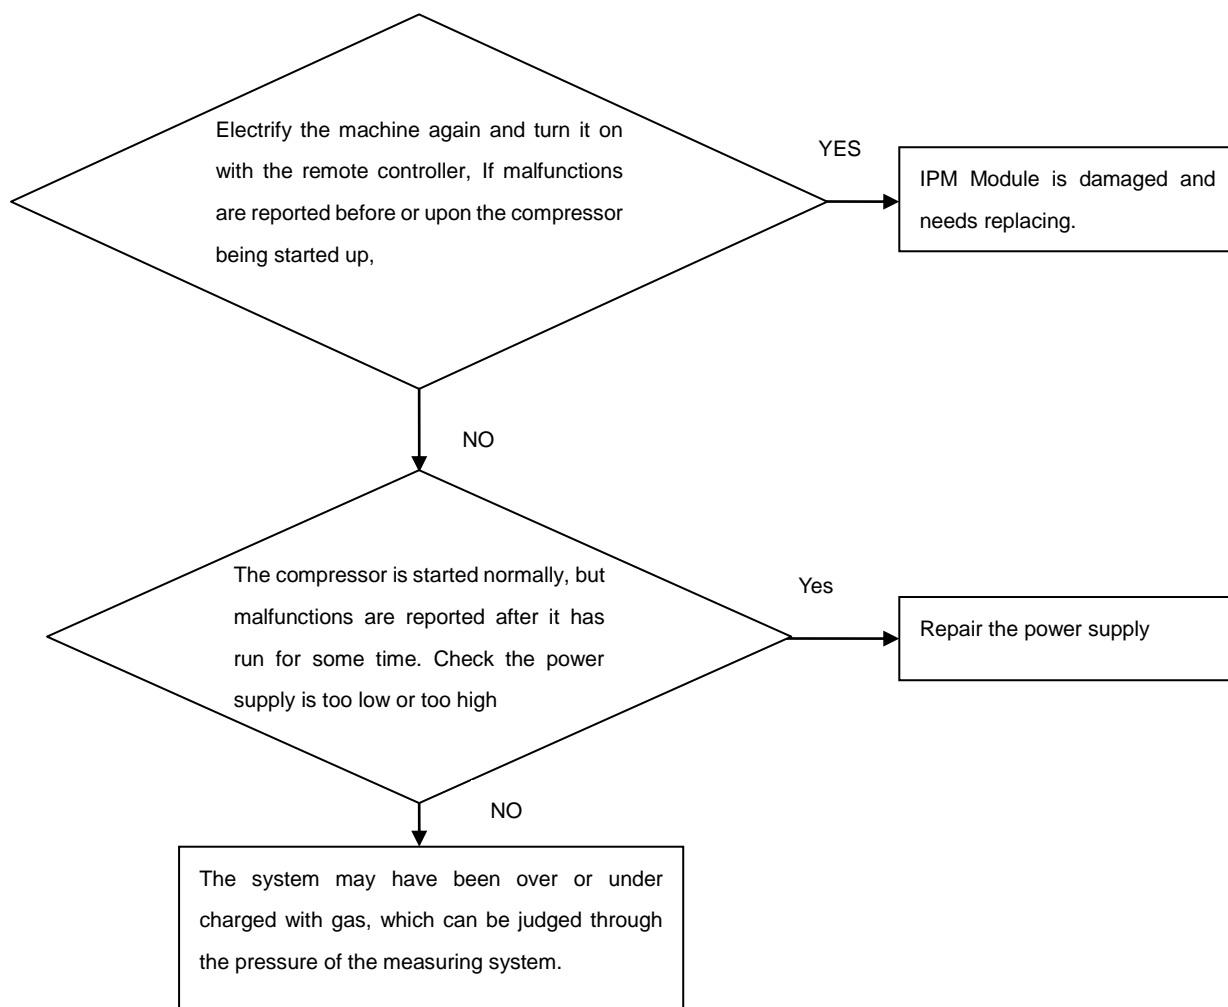 Electrify the machine again and turn it on
with the remote controller, If malfunctions
are reported before or upon the compressor
being started up,
YES
IPM Module is damaged and
needs replacing.
NO
The compressor is started normally, but
malfunctions are reported after it has
run for some time. Check the power
supply is too low or too high
Yes
Repair the power supply
NO
The system may have been over or under
charged with gas, which can be judged through
the pressure of the measuring system.